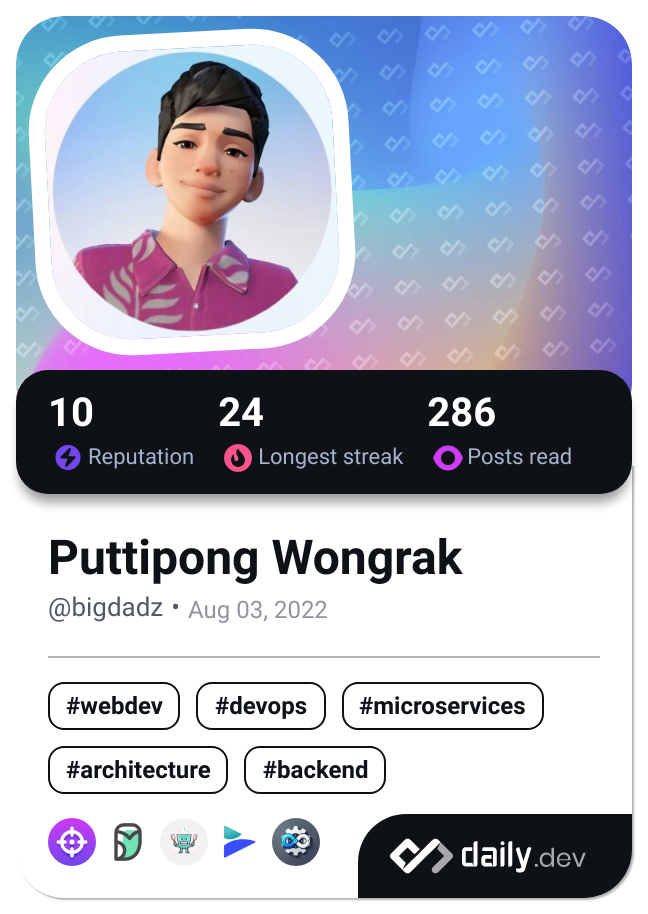 10 24 286
Reputation Longest streak Posts read
Puttipong Wongrak
@bigdadz • Aug 03, 2022
#webdev #devops #microservices
#architecture #backend
daily.dev